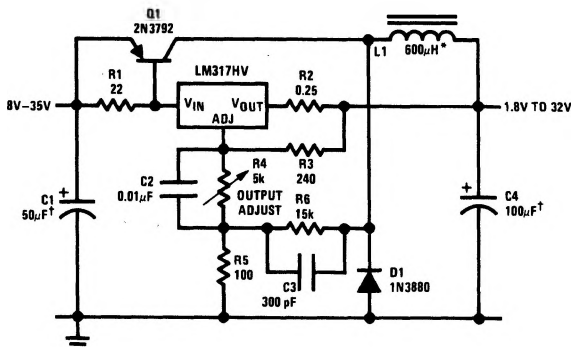 Q1
2N3792
L1
600µH*
R1
22
LM317HV
R2
0.25
8V–35V
VIN
VOUT
1.8V TO 32V
ADJ
R4
5k
R3
240
C2
0.01µF
OUTPUT
ADJUST
R6
15k
C1
50µF†
+
+
C4
100µF†
R5
100
C3
300 pF
D1
1N3880